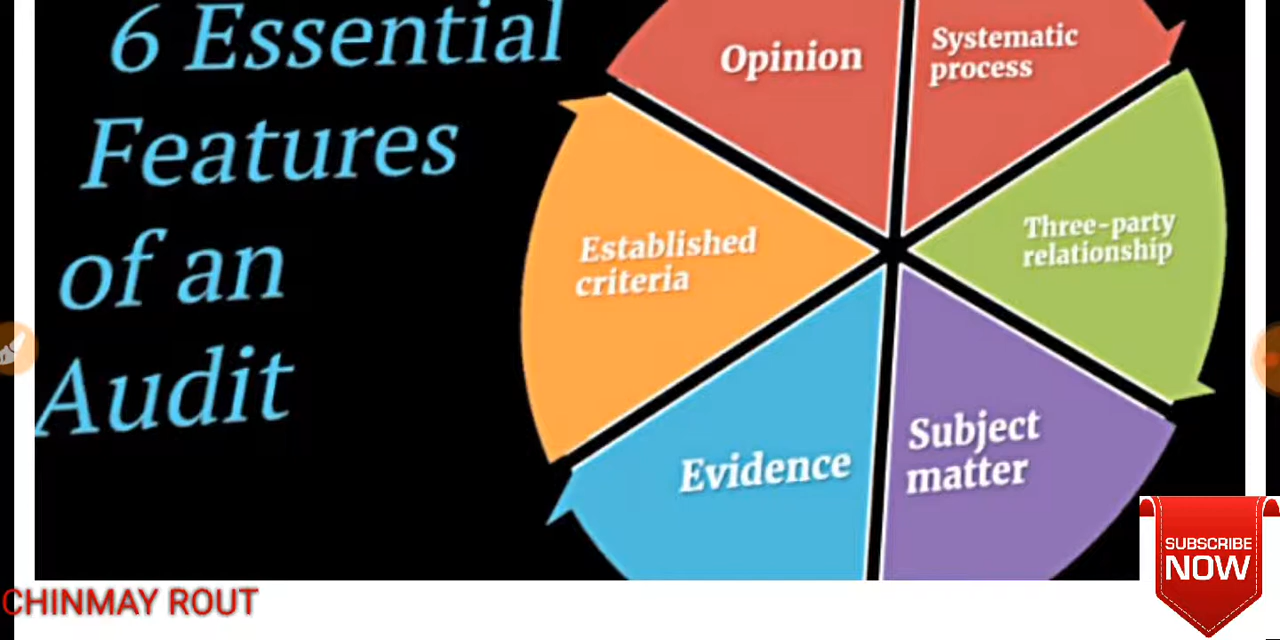 6 Essential
Features
of an
Audit
Opinion
Systematic
process
Three-party
relationship
Established
criteria
Evidence
Subject
matter
SUBSCRIBE
NOW
CHINMAY ROUT